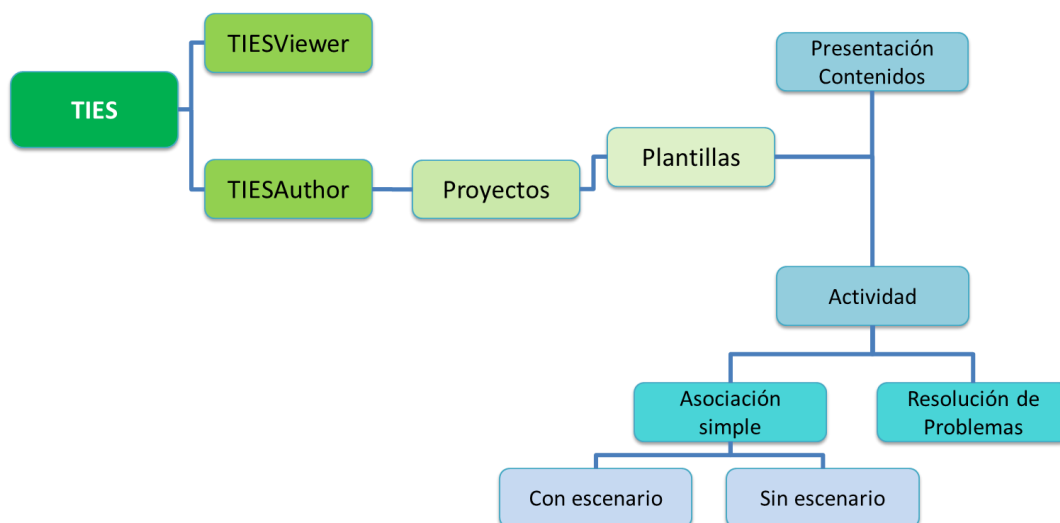 TIESViewer
TIES
TIESAuthor
Proyectos
Plantillas
Presentación
Contenidos
Actividad
Asociación
simple
Resolución de
Problemas
Con escenario
Sin escenario